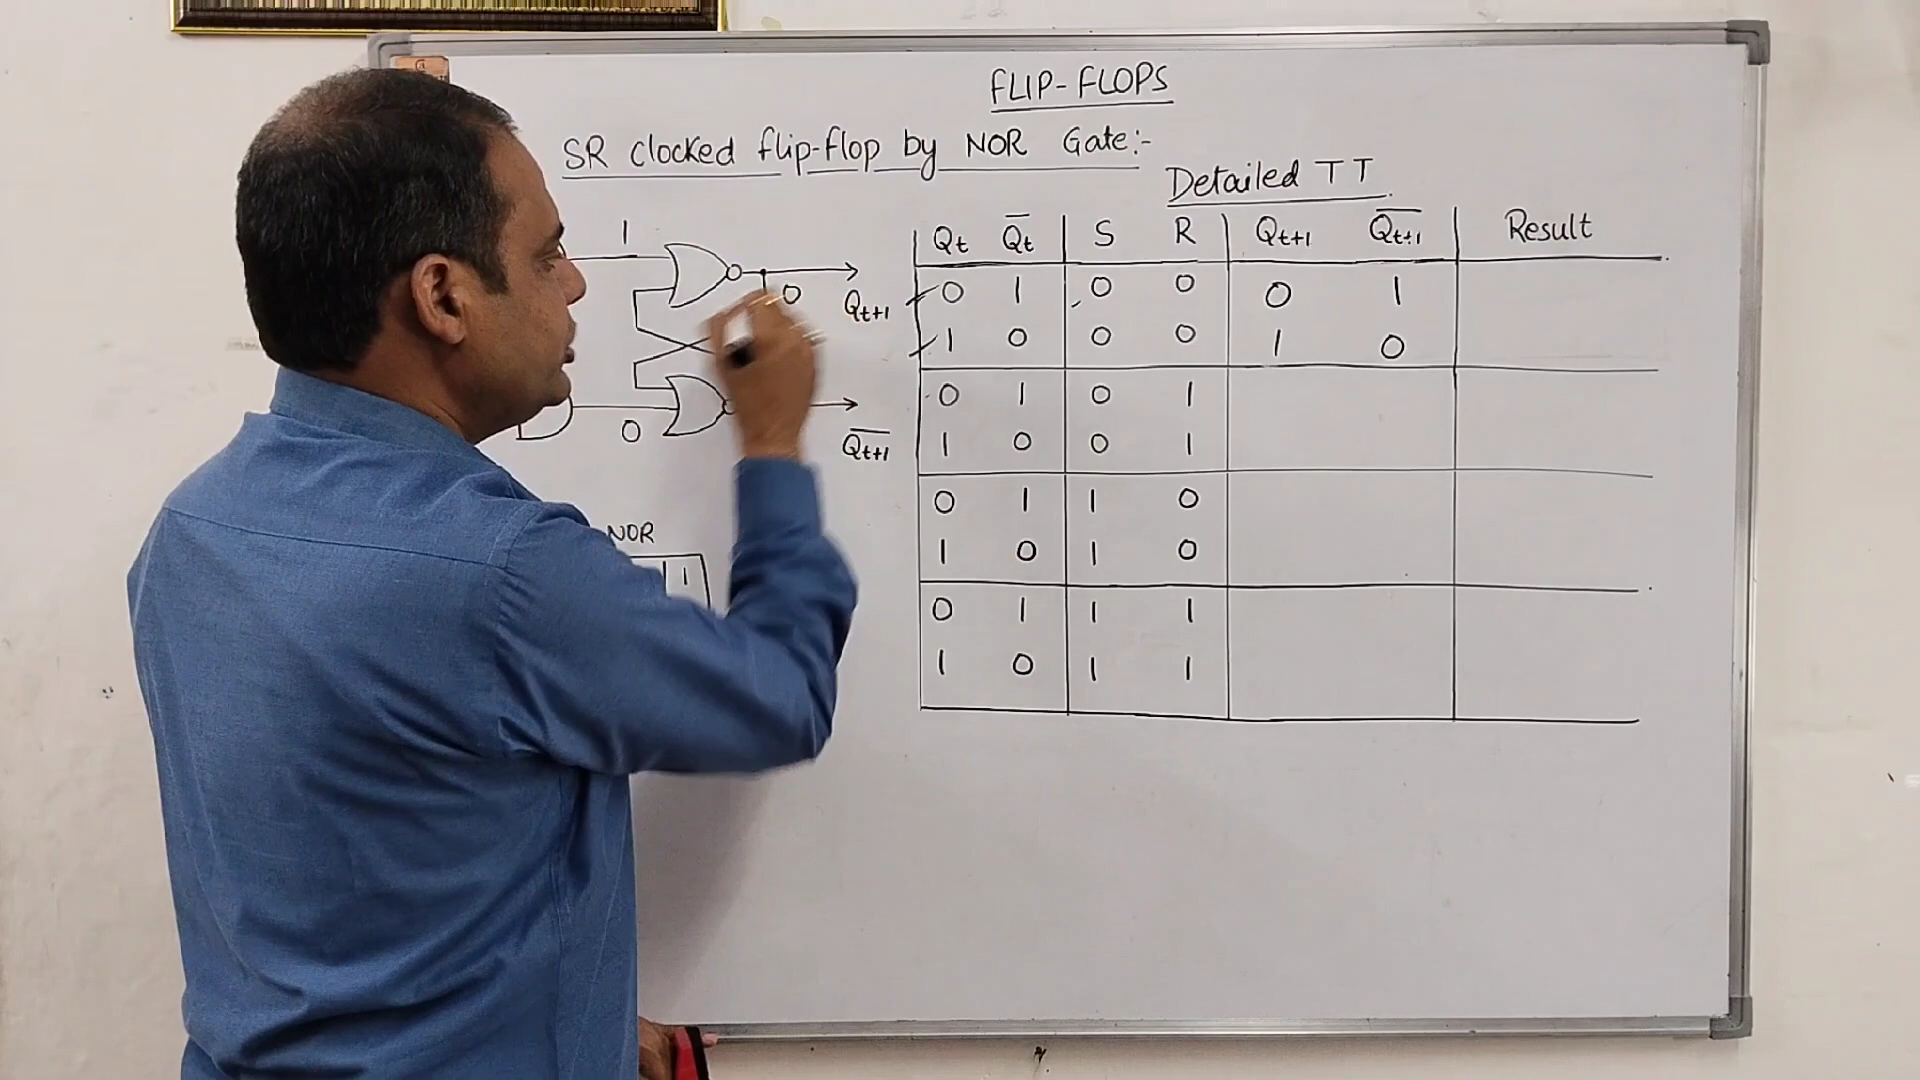 FLIP-FLOPS
SR clocked flip-flop by NOR Gate:-
Detailed TT
1
0
Qt+1
0
Q̅t̅+̅1̅
NOR
1 1
Qt Q̅t S R Qt+1 Q̅t̅+̅1̅ Result
0 1 0 0 0 1
1 0 0 0 1 0
0 1 0 1
1 0 0 1
0 1 1 0
1 0 1 0
0 1 1 1
1 0 1 1